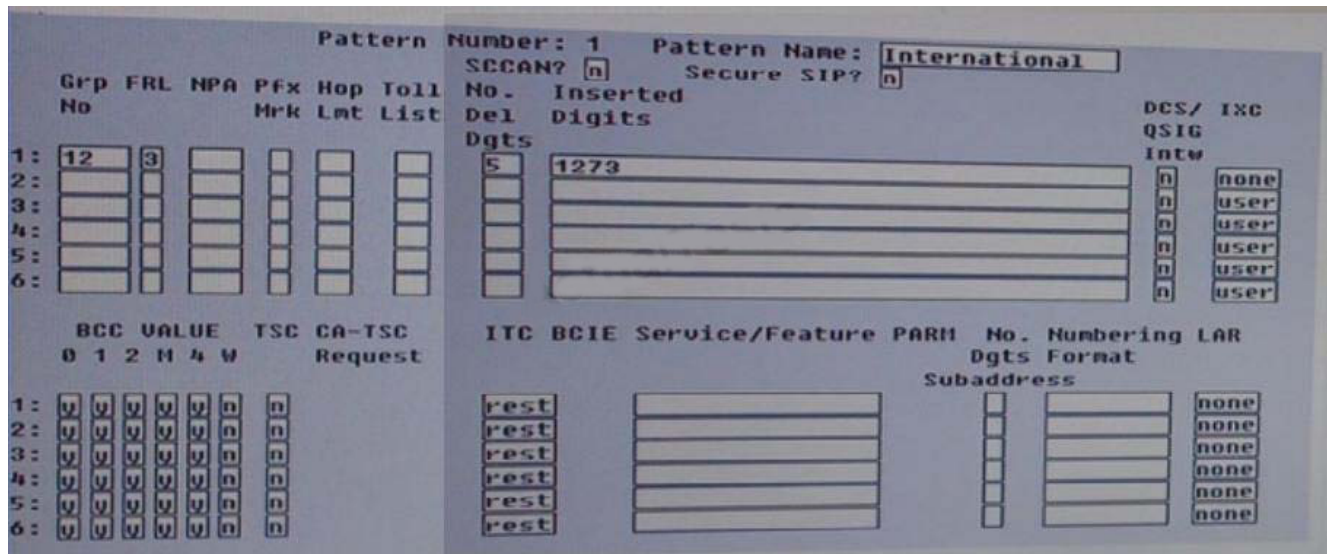 Pattern Number: 1 Pattern Name: International
SCCAN? n Secure SIP? n
Grp FRL NPA Pfx Hop Toll No. Inserted
No Mrk Lmt List Del Digits DCS/ IXC
Dgts QSIG
Intw
1: 12 3 5 1273 n none
2: n user
3: n user
4: n user
5: n user
6: n user
BCC VALUE TSC CA-TSC ITC BCIE Service/Feature PARM No. Numbering LAR
0 1 2 M 4 W Request Dgts Format
Subaddress
1: y y y y y n n rest none
2: y y y y y n n rest none
3: y y y y y n n rest none
4: y y y y y n n rest none
5: y y y y y n n rest none
6: y y y y y n n rest none